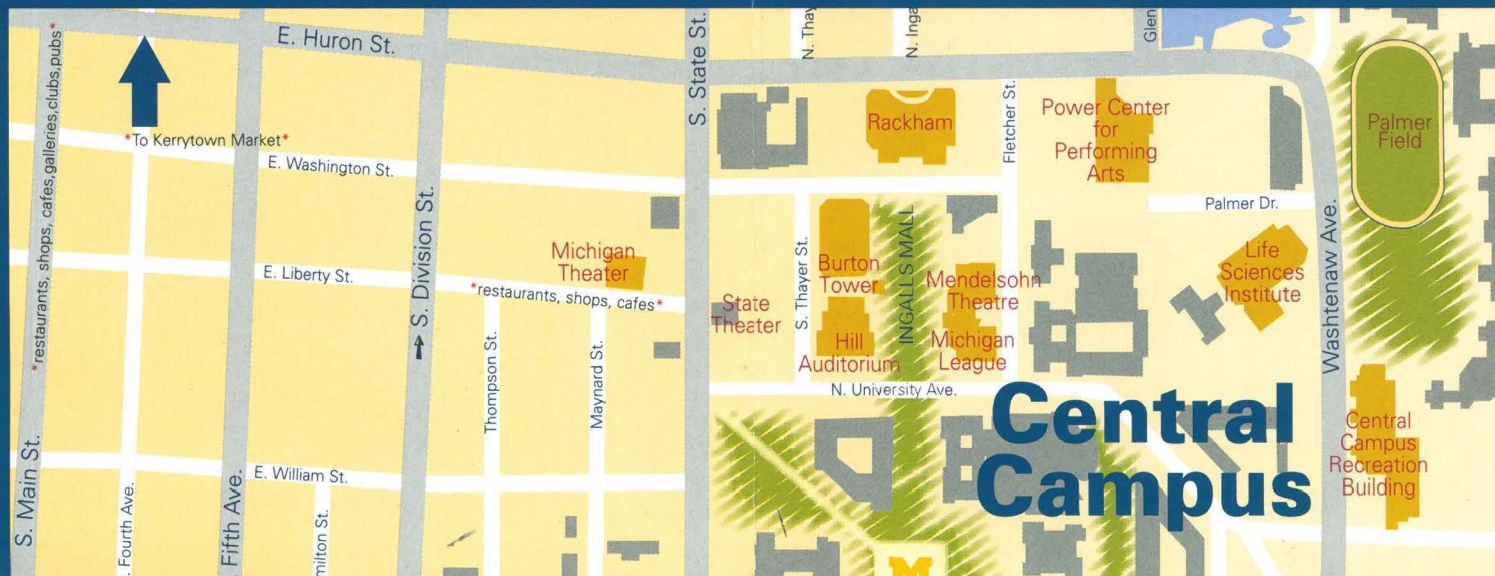 E. Huron St.
S. State St.
N. Thay
N. Inga
Glen
*restaurants, shops, cafes,galleries,clubs,pubs*
*To Kerrytown Market*
E. Washington St.
Rackham
Fletcher St.
Power Center
for
Performing
Arts
Palmer
Field
Palmer Dr.
Washtenaw Ave.
S. Division St.
E. Liberty St.
Michigan
Theater
*restaurants, shops, cafes*
State
Theater
S. Thayer St.
Burton
Tower
INGALLS MALL
Mendelsohn
Theatre
Life
Sciences
Institute
Hill
Auditorium
Michigan
League
N. University Ave.
Thompson St.
Maynard St.
Central
Campus
Central
Campus
Recreation
Building
S. Main St.
. Fourth Ave.
Fifth Ave.
E. William St.
milton St.
M